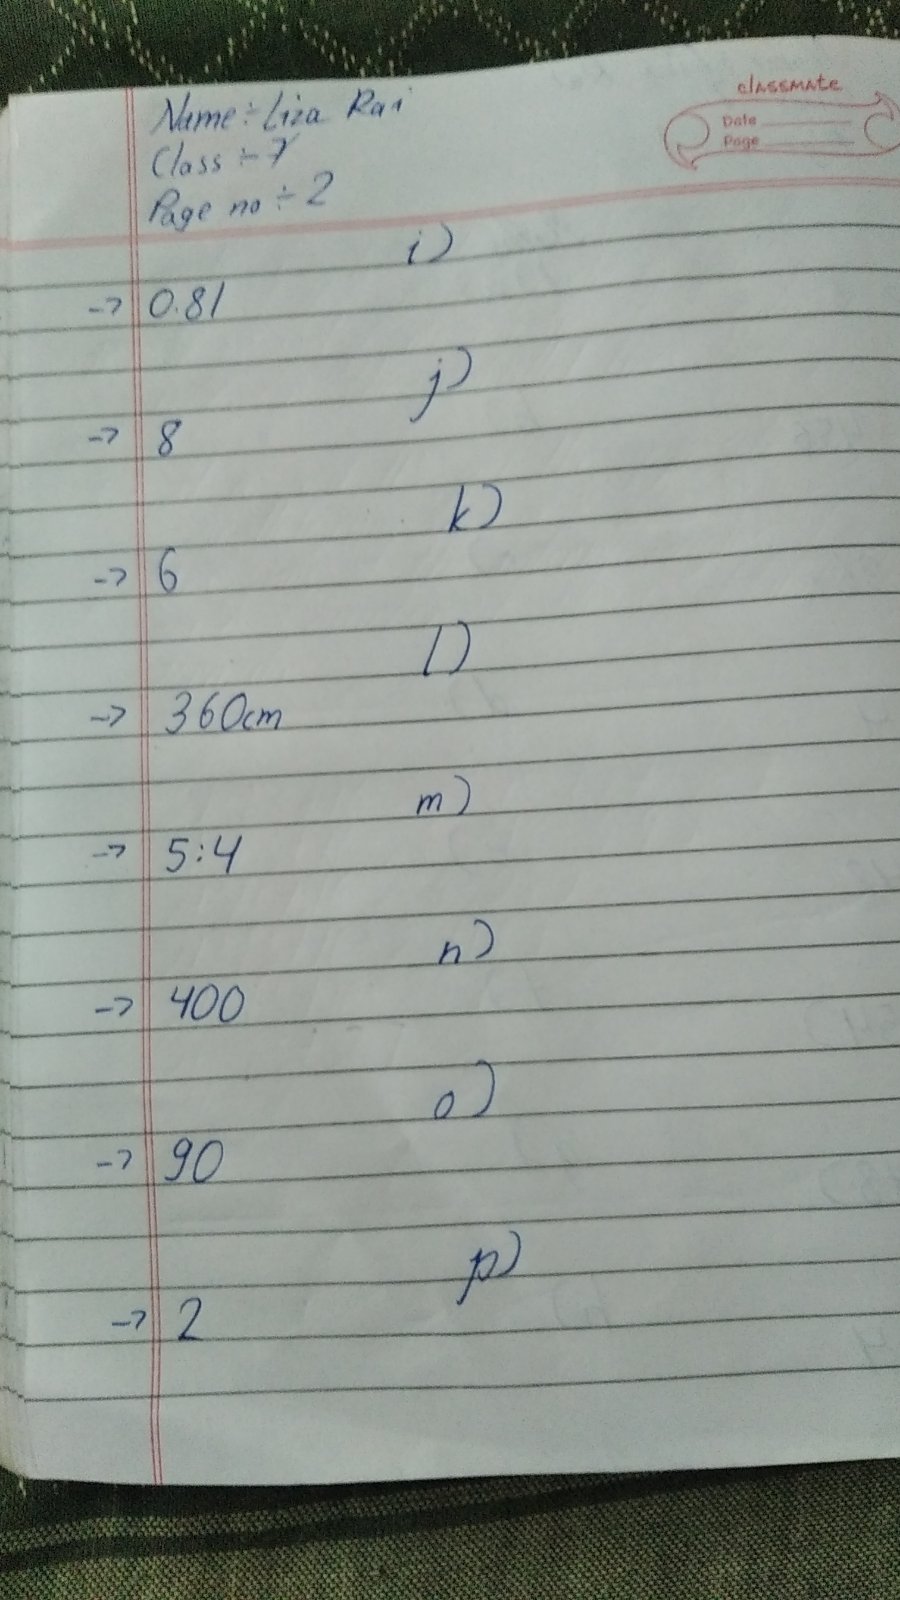 classmate
Date
Page
Name ÷ Liza Rai
Class ÷ 7
Page no ÷ 2
i)
→ 0.81
j)
→ 8
k)
→ 6
l)
→ 360cm
m)
→ 5:4
n)
→ 400
o)
→ 90
p)
→ 2